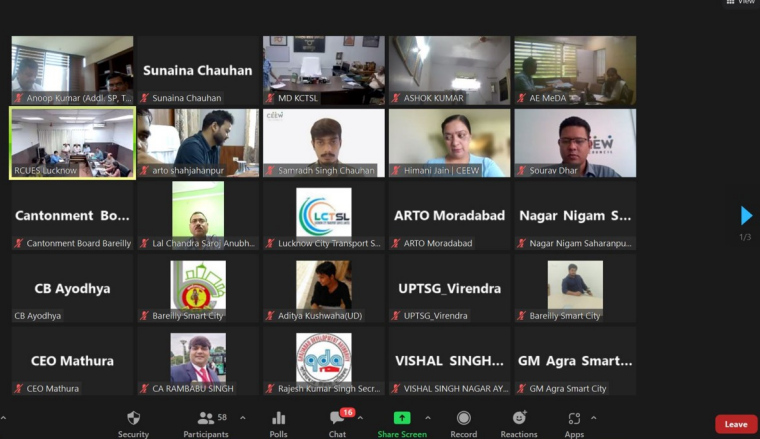 View
Anoop Kumar (Addl. SP, T...
Sunaina Chauhan
Sunaina Chauhan
MD KCTSL
ASHOK KUMAR
AE MeDA
RCUES Lucknow
arto shahjahanpur
CEEW
Samradh Singh Chauhan
Himani Jain | CEEW
EEW
Sourav Dhar
Cantonment Bo...
Cantonment Board Bareilly
Lal Chandra Saroj Anubh...
LCTSL
Lucknow City Transport S...
ARTO Moradabad
ARTO Moradabad
Nagar Nigam S...
Nagar Nigam Saharanpu...
1/3
CB Ayodhya
CB Ayodhya
Bareilly Smart City
Aditya Kushwaha(UD)
UPTSG_Virendra
UPTSG_Virendra
Bareilly Smart City
CEO Mathura
CEO Mathura
CA RAMBABU SINGH
Rajesh Kumar Singh Secr...
VISHAL SINGH...
VISHAL SINGH NAGAR AY...
GM Agra Smart...
GM Agra Smart City
58
16
Security
Participants
Polls
Chat
Share Screen
Record
Reactions
Apps
Leave